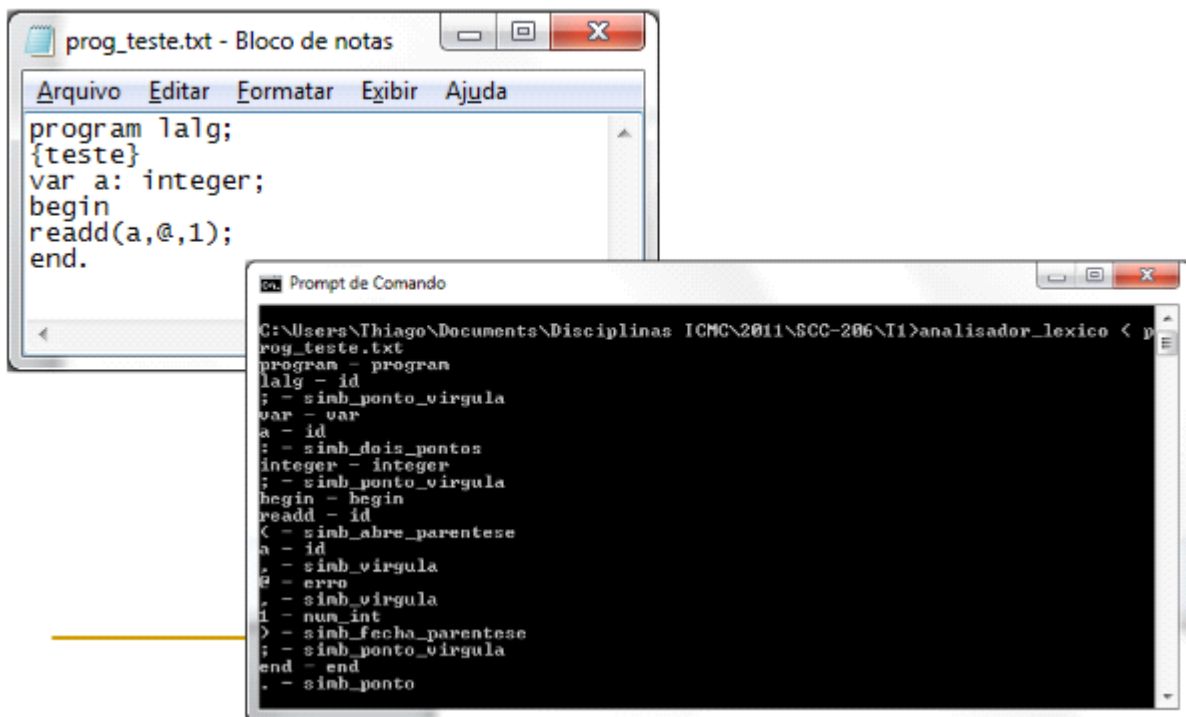 prog_teste.txt - Bloco de notas
Arquivo Editar Formatar Exibir Ajuda
program lalg;
{teste}
var a: integer;
begin
readd(a,@,1);
end.
Prompt de Comando
C:\Users\Thiago\Documents\Disciplinas ICMC\2011\SCC-206\T1>analisador_lexico < p
rog_teste.txt
program - program
lalg - id
; - simb_ponto_virgula
var - var
a - id
: - simb_dois_pontos
integer - integer
; - simb_ponto_virgula
begin - begin
readd - id
( - simb_abre_parentese
a - id
, - simb_virgula
@ - erro
, - simb_virgula
1 - num_int
) - simb_fecha_parentese
; - simb_ponto_virgula
end - end
. - simb_ponto